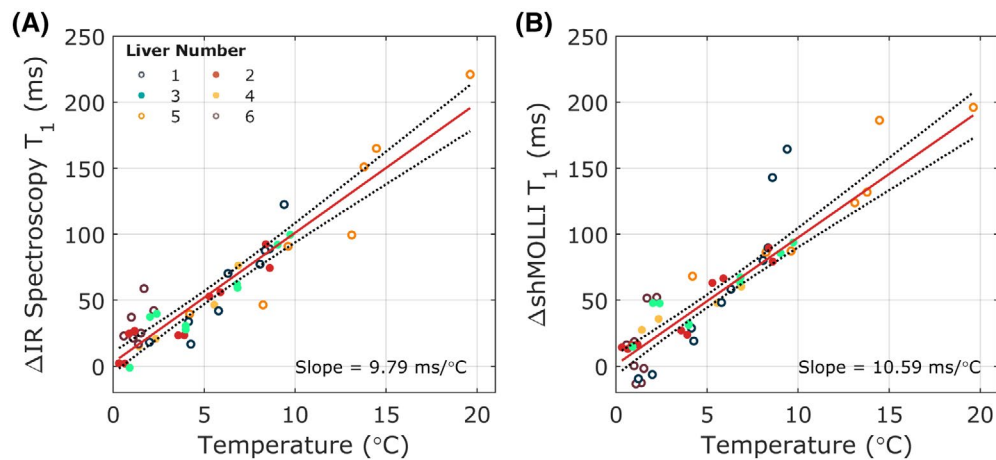 (A)
ΔIR Spectroscopy T1 (ms)
250
200
150
100
50
0
Liver Number
1 2
3 4
5 6
Slope = 9.79 ms/°C
0 5 10 15 20
Temperature (°C)
(B)
ΔshMOLLI T1 (ms)
250
200
150
100
50
0
Slope = 10.59 ms/°C
0 5 10 15 20
Temperature (°C)